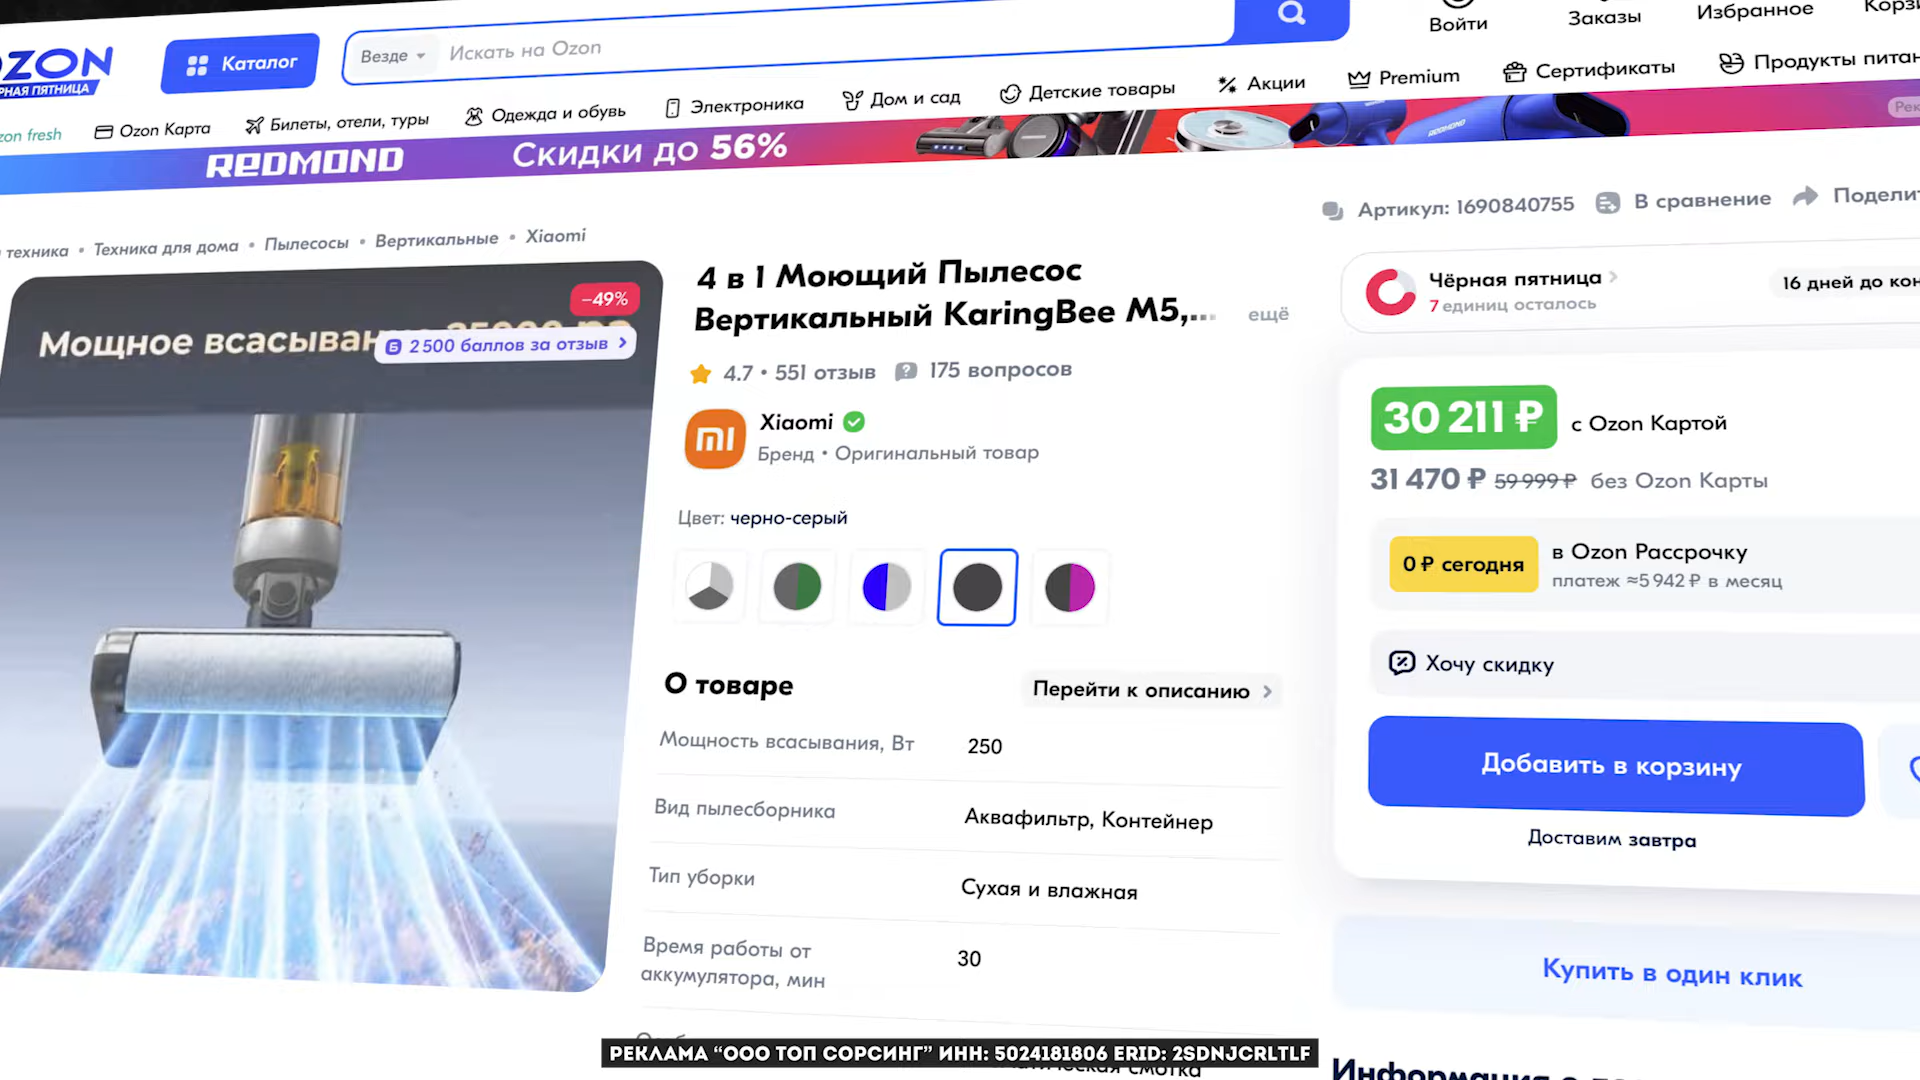 OZON
Каталог
Везде
Искать на Ozon
Войти
Заказы
Избранное
ЧЁРНАЯ ПЯТНИЦА
Ozon fresh
Ozon Карта
Билеты, отели, туры
Одежда и обувь
Электроника
Дом и сад
Детские товары
Акции
Premium
Сертификаты
Продукты
REDMOND
Скидки до 56%
техника • Техника для дома • Пылесосы • Вертикальные • Xiaomi
Артикул: 1690840755
В сравнение
–49%
Мощное
2 500 баллов за отзыв
4 в 1 Моющий Пылесос
Вертикальный KaringBee M5,...
ещё
4.7 • 551 отзыв
175 вопросов
mi
Xiaomi
Бренд • Оригинальный товар
Цвет: черно-серый
О товаре
Перейти к описанию
Мощность всасывания, Вт
250
Вид пылесборника
Аквафильтр, Контейнер
Тип уборки
Сухая и влажная
Время работы от
аккумулятора, мин
30
Чёрная пятница
7 единиц осталось
16 дней до
30 211 ₽
с Ozon Картой
31 470 ₽ 59 999 ₽ без Ozon Карты
0 ₽ сегодня
в Ozon Рассрочку
платеж ≈5 942 ₽ в месяц
Хочу скидку
Добавить в корзину
Доставим завтра
Купить в один клик
РЕКЛАМА “ООО ТОП СОРСИНГ” ИНН: 5024181806 ERID: 2SDNJCRLTLF